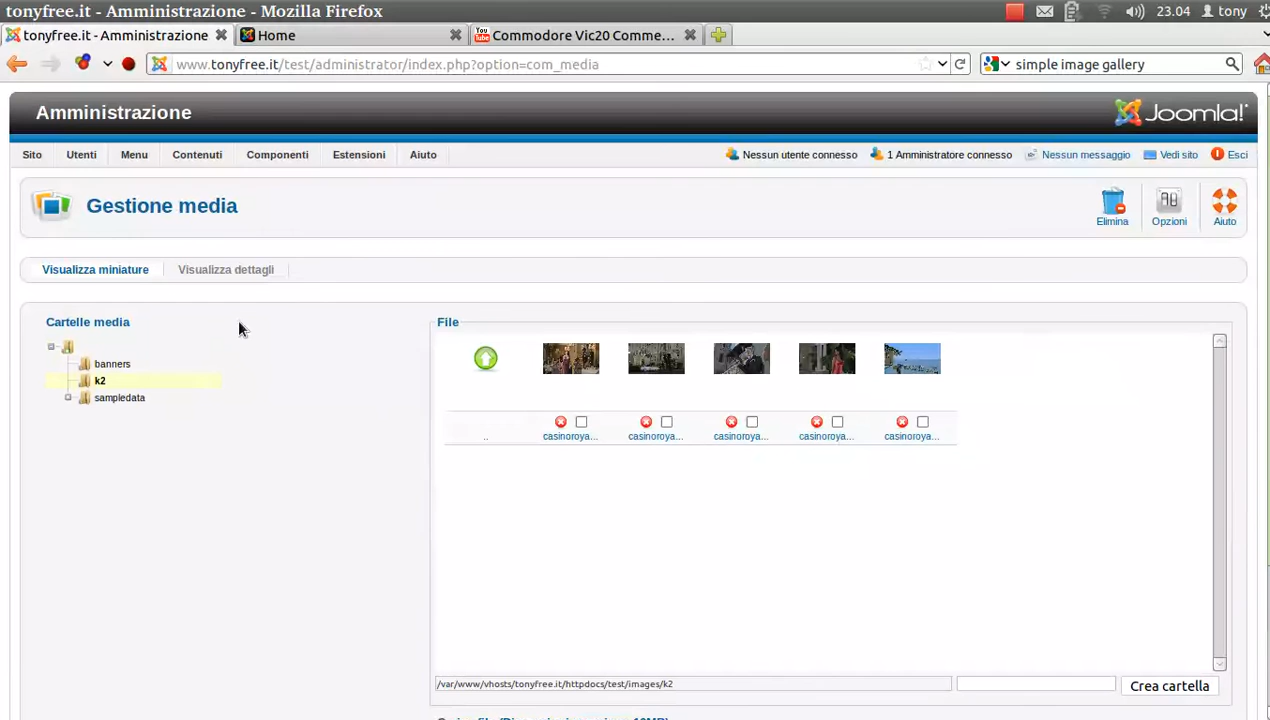 tonyfree.it - Amministrazione - Mozilla Firefox
23.04 tony
tonyfree.it - Amministrazione
Home
Commodore Vic20 Comme...
www.tonyfree.it/test/administrator/index.php?option=com_media
simple image gallery
Amministrazione
Joomla!
Sito Utenti Menu Contenuti Componenti Estensioni Aiuto
Nessun utente connesso 1 Amministratore connesso Nessun messaggio Vedi sito Esci
Gestione media
Elimina Opzioni Aiuto
Visualizza miniature Visualizza dettagli
Cartelle media
banners
k2
sampledata
File
.. casinoroya... casinoroya... casinoroya... casinoroya... casinoroya...
/var/www/vhosts/tonyfree.it/httpdocs/test/images/k2
Crea cartella